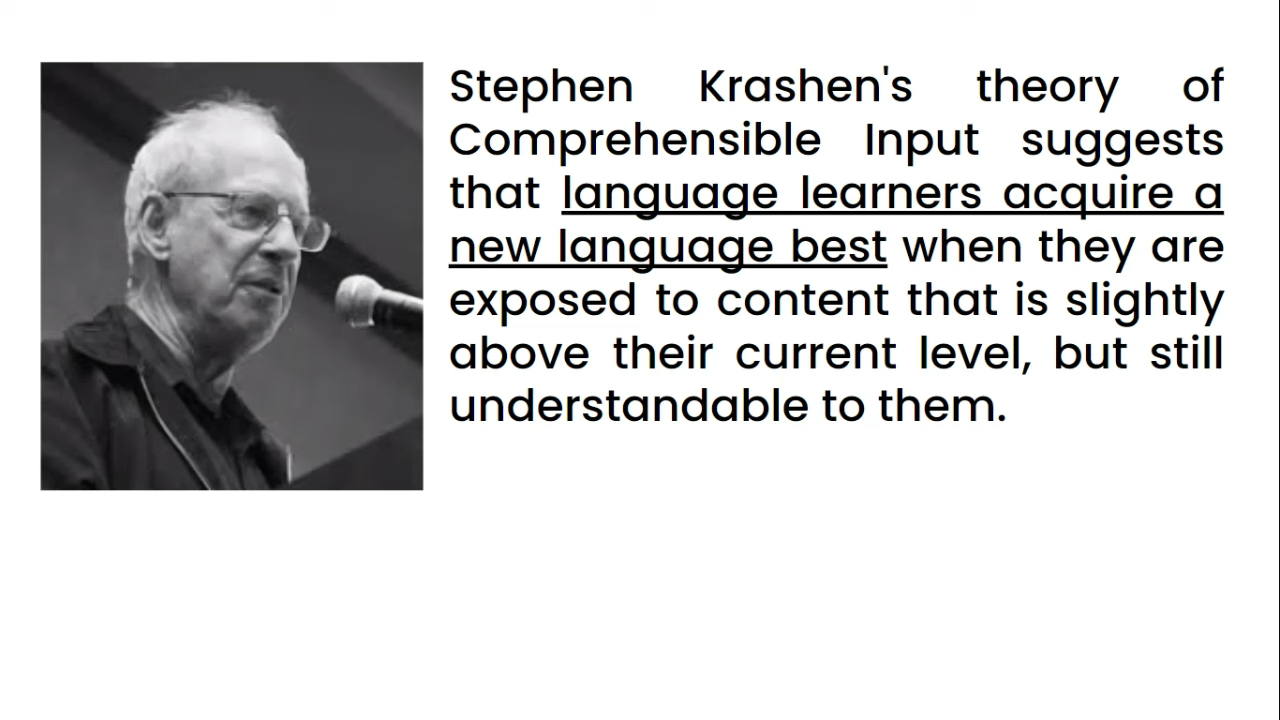 Stephen Krashen's theory of
Comprehensible Input suggests
that language learners acquire a
new language best when they are
exposed to content that is slightly
above their current level, but still
understandable to them.